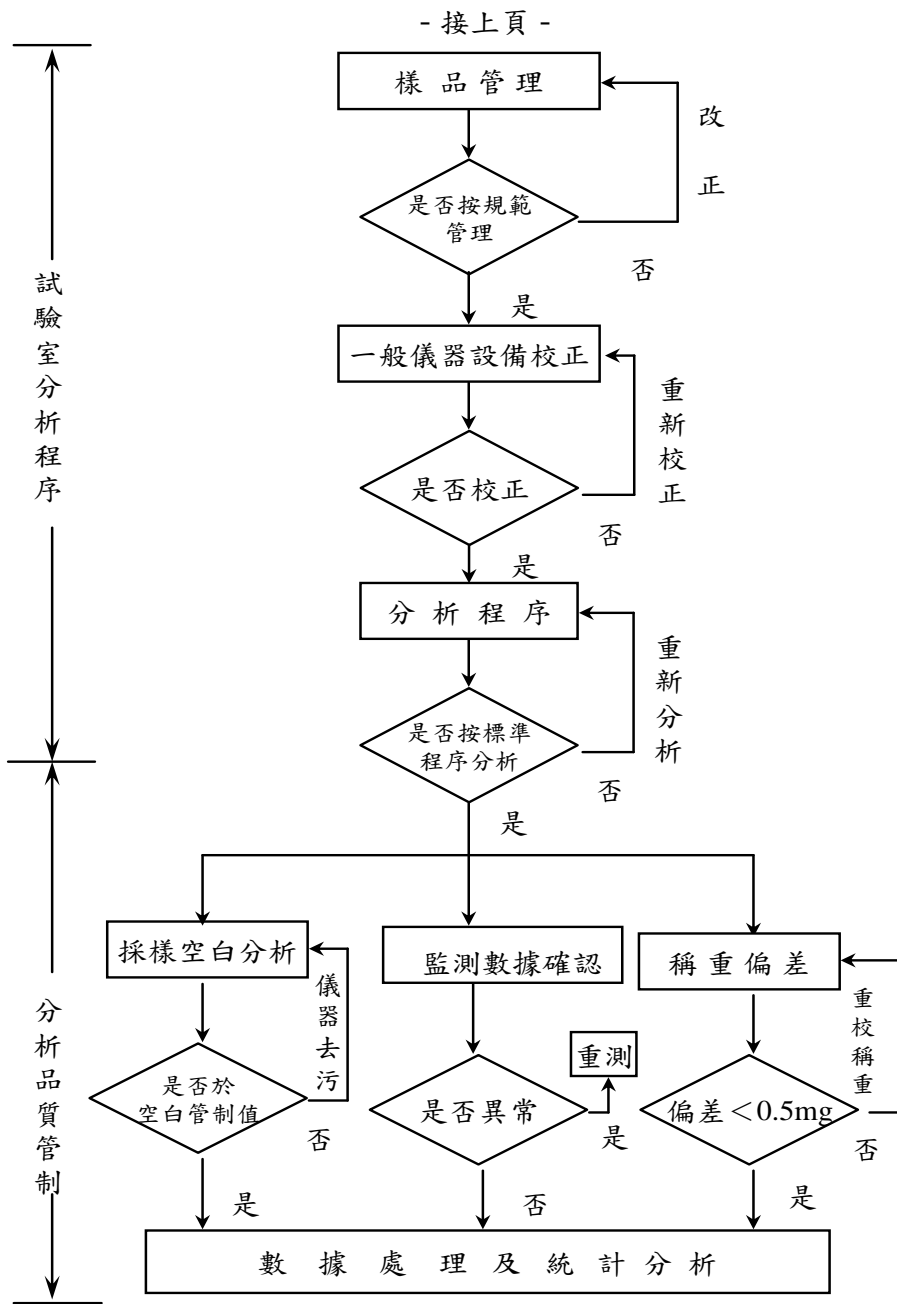 - 接上頁 -
樣品管理
改正
是否按規範
管理
否
是
試驗室分析程序
一般儀器設備校正
重新校正
是否校正
否
是
分析程序
重新分析
是否按標準
程序分析
否
是
分析品質管制
採樣空白分析
監測數據確認
稱重偏差
儀器去污
重測
重校稱重
是否於
空白管制值
是否異常
偏差＜0.5mg
否
是
否
是
否
是
數據處理及統計分析